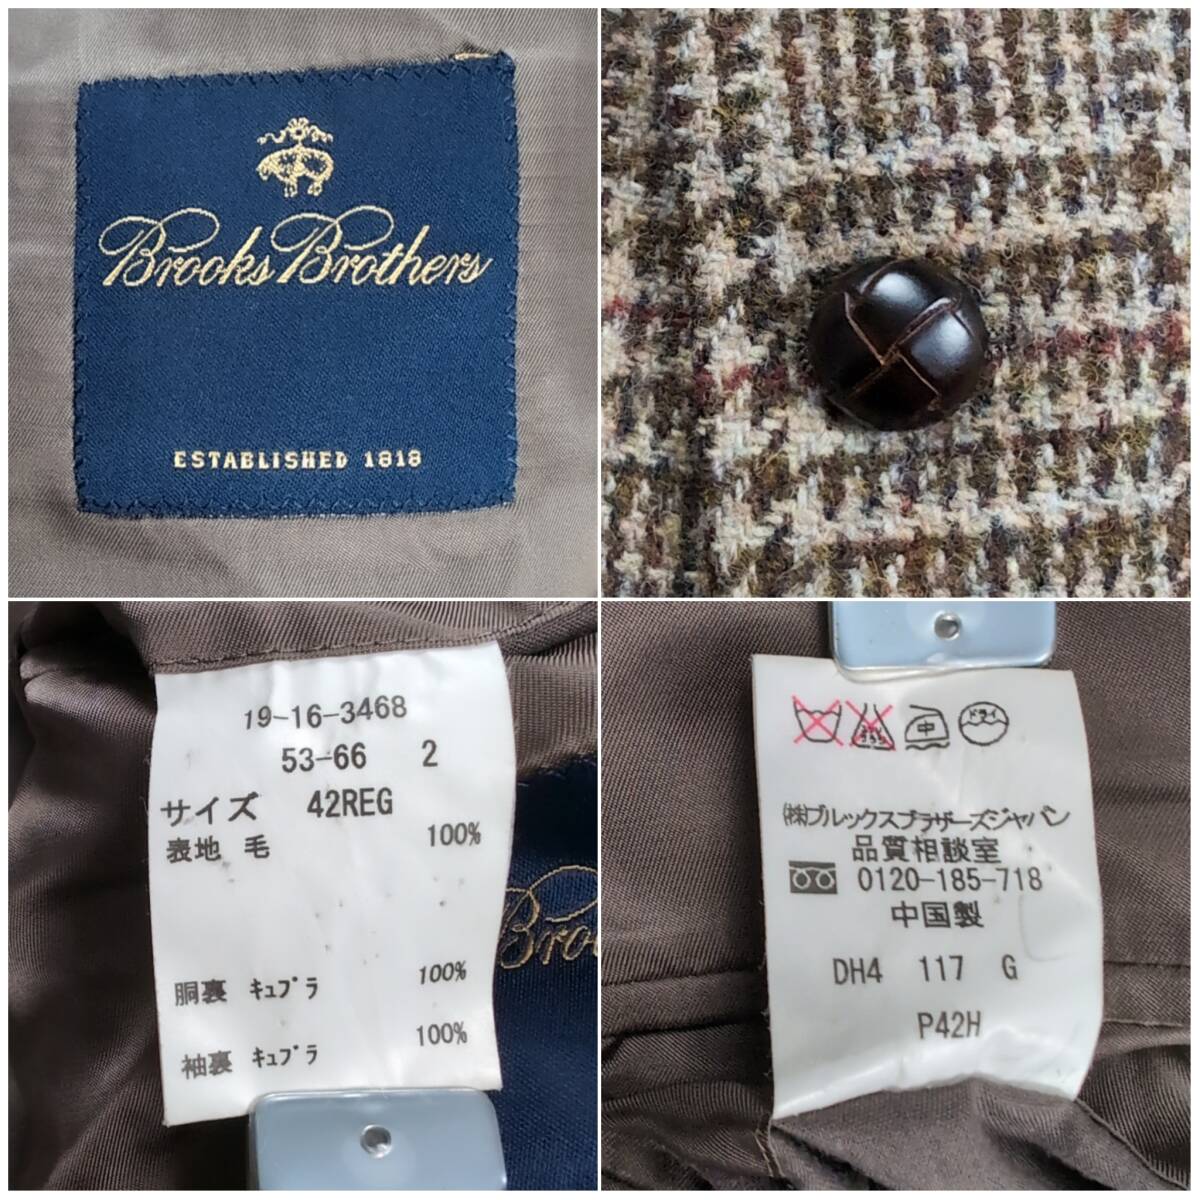 Brooks Brothers
ESTABLISHED 1818
19-16-3468
53-66 2
サイズ 42REG
表地 毛 100%
胴裏 キュプラ 100%
袖裏 キュプラ 100%
Broo
中 ドライ
(株)ブルックスブラザーズジャパン
品質相談室
0120-185-718
中国製
DH4 117 G
P42H